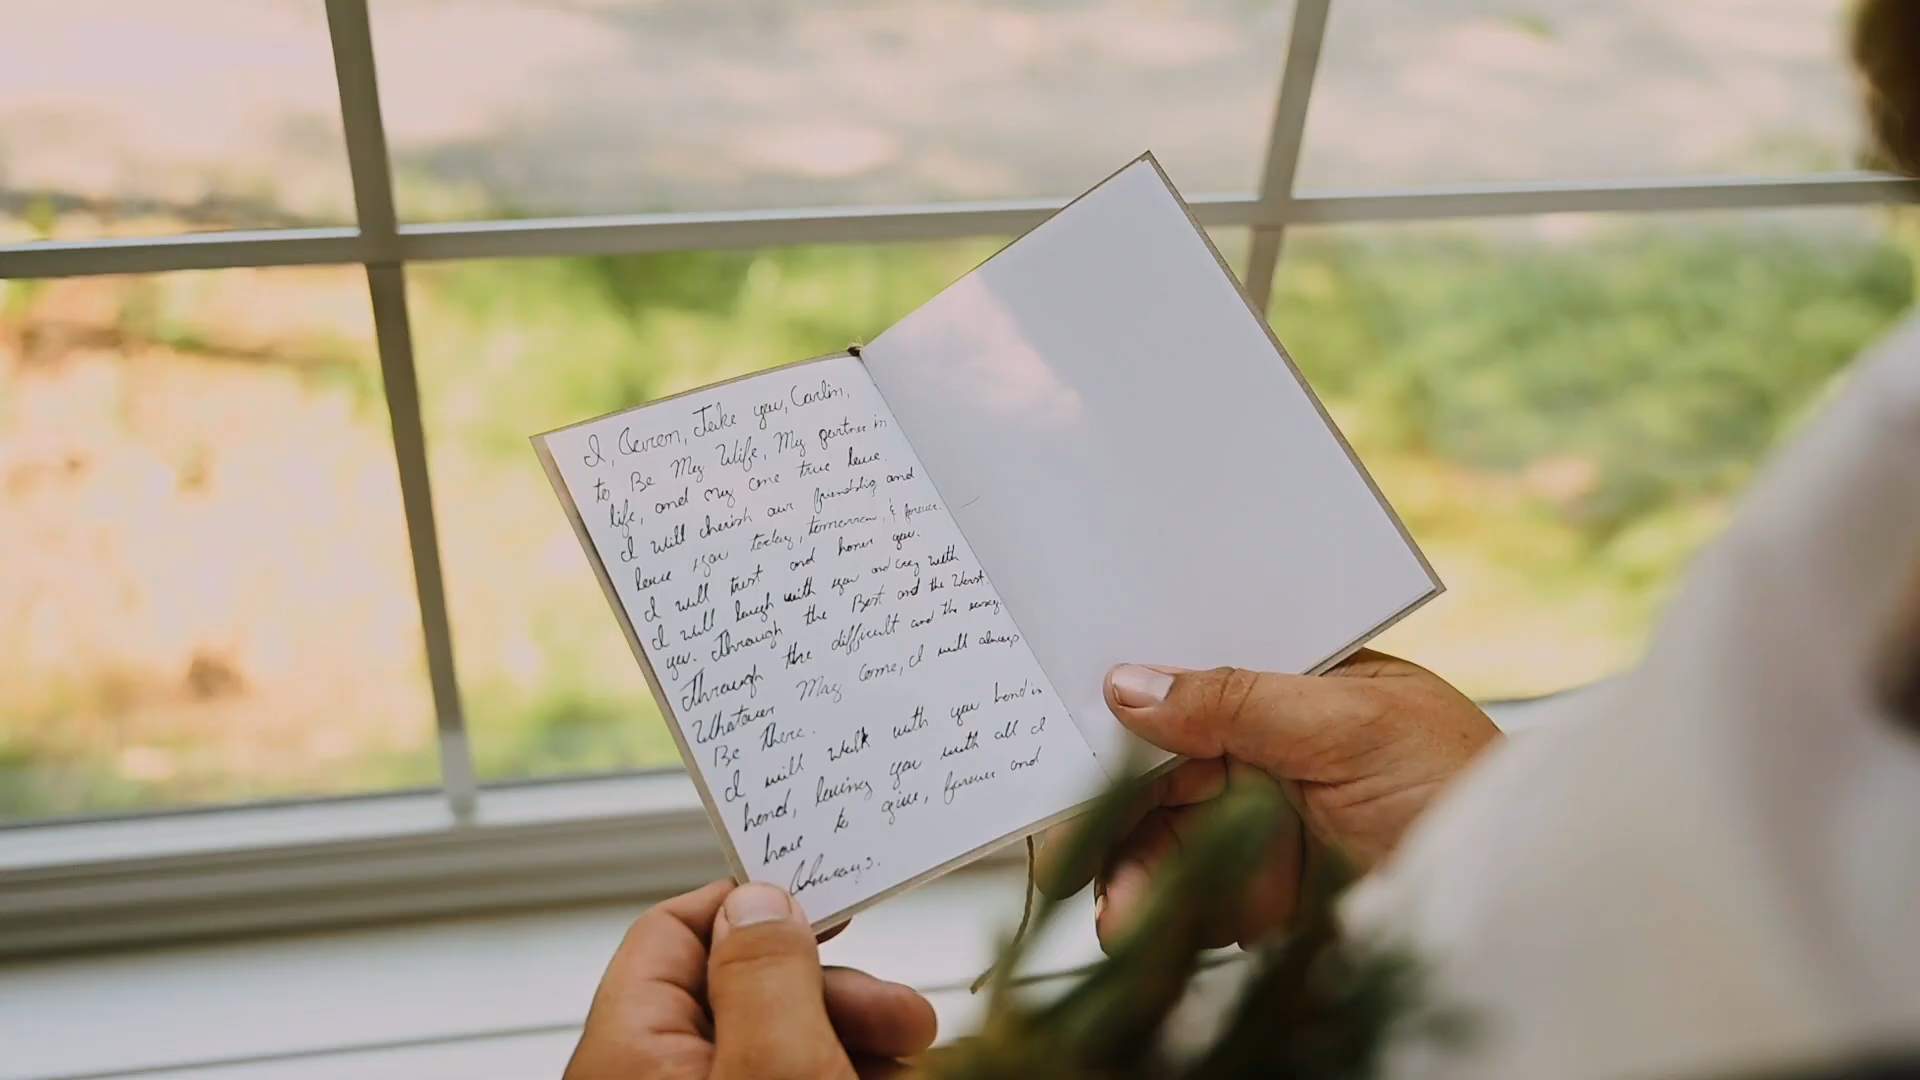 I, Aaron, Take you, Carlin,
to Be My Wife, My partner in
life, and my one true love.
I will cherish our friendship and
love you today, tomorrow, & forever.
I will trust and honor you.
I will laugh with you and cry with
you. Through the Best and the Worst.
Through the difficult and the easy.
Whatever May Come, I will always
Be There.
I will walk with you hand in
hand, loving you with all I
have to give, forever and
Always.